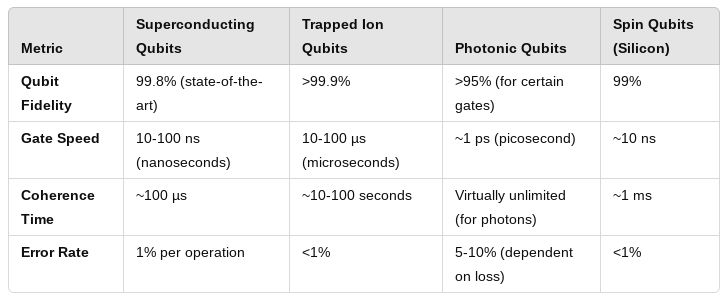 Metric
Superconducting
Qubits
Trapped Ion
Qubits
Photonic Qubits
Spin Qubits
(Silicon)
Qubit
Fidelity
99.8% (state-of-the-
art)
>99.9%
>95% (for certain
gates)
99%
Gate Speed
10-100 ns
(nanoseconds)
10-100 µs
(microseconds)
~1 ps (picosecond)
~10 ns
Coherence
Time
~100 µs
~10-100 seconds
Virtually unlimited
(for photons)
~1 ms
Error Rate
1% per operation
<1%
5-10% (dependent
on loss)
<1%